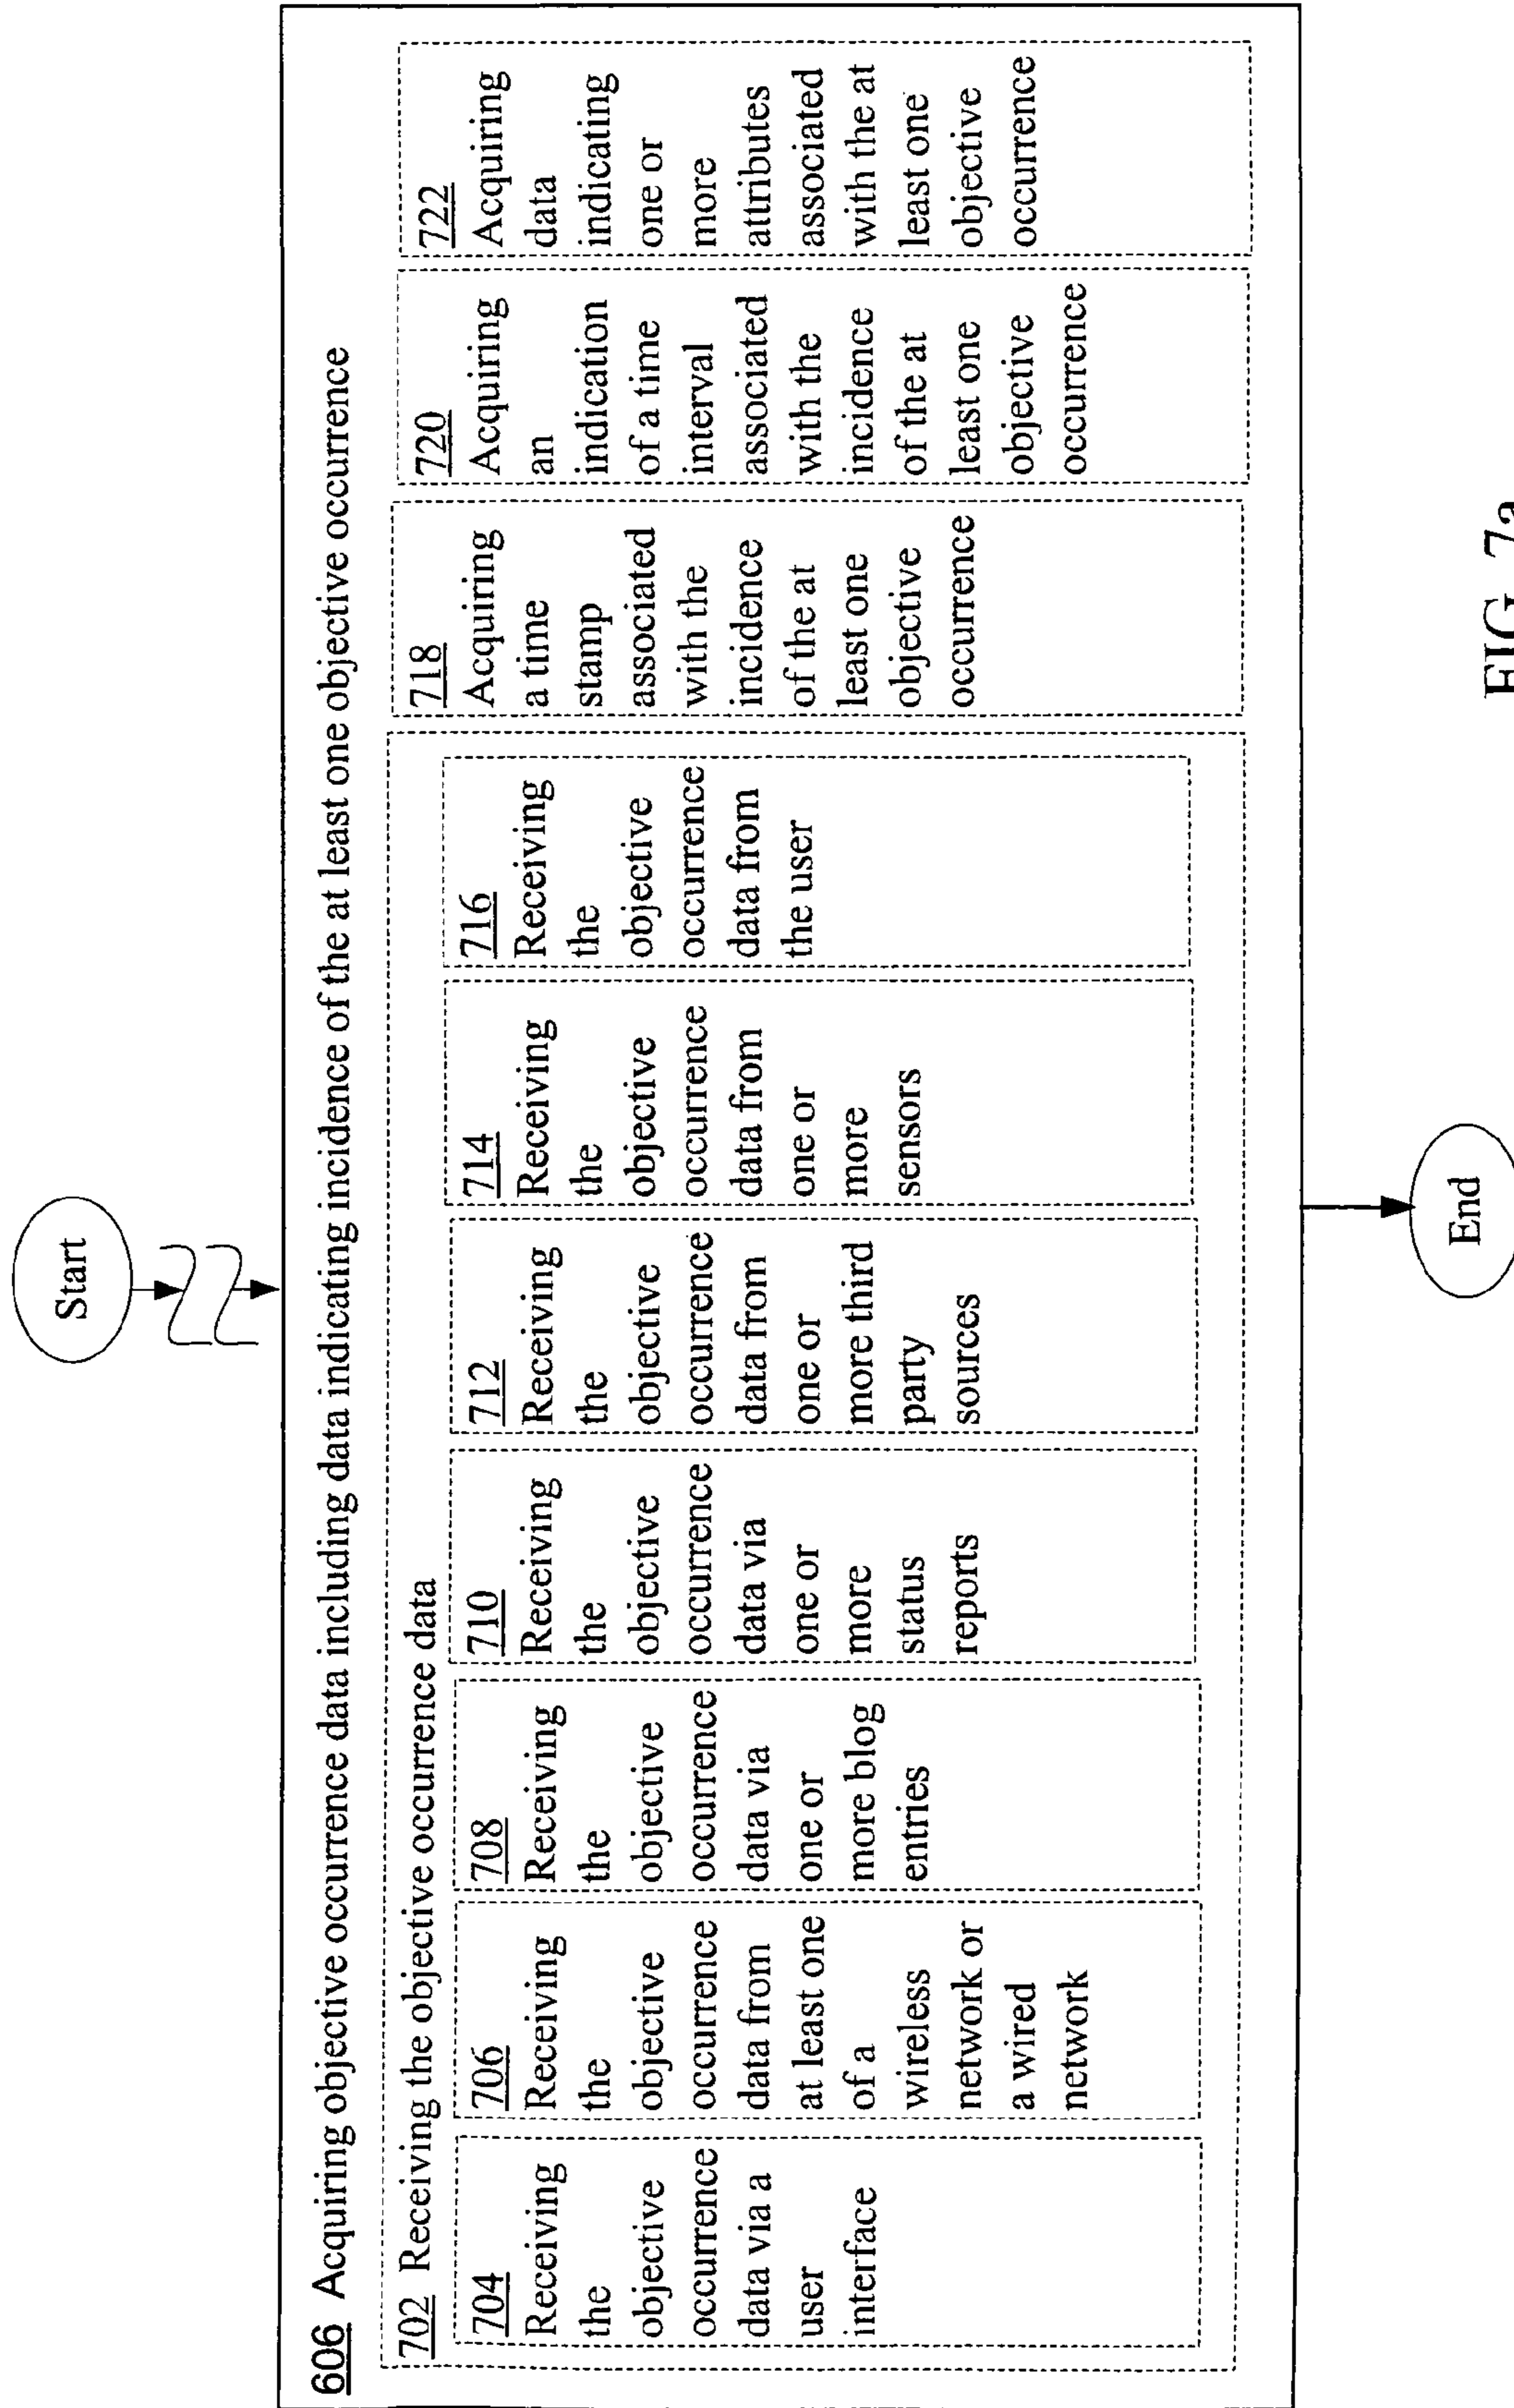 Start
606 Acquiring objective occurrence data including data indicating incidence of the at least one objective occurrence
702 Receiving the objective occurrence data
704
Receiving
the
objective
occurrence
data via a
user
interface
706
Receiving
the
objective
occurrence
data from
at least one
of a
wireless
network or
a wired
network
708
Receiving
the
objective
occurrence
data via
one or
more blog
entries
710
Receiving
the
objective
occurrence
data via
one or
more
status
reports
712
Receiving
the
objective
occurrence
data from
one or
more third
party
sources
714
Receiving
the
objective
occurrence
data from
one or
more
sensors
716
Receiving
the
objective
occurrence
data from
the user
718
Acquiring
a time
stamp
associated
with the
incidence
of the at
least one
objective
occurrence
720
Acquiring
an
indication
of a time
interval
associated
with the
incidence
of the at
least one
objective
occurrence
722
Acquiring
data
indicating
one or
more
attributes
associated
with the at
least one
objective
occurrence
End
FIG. 7a